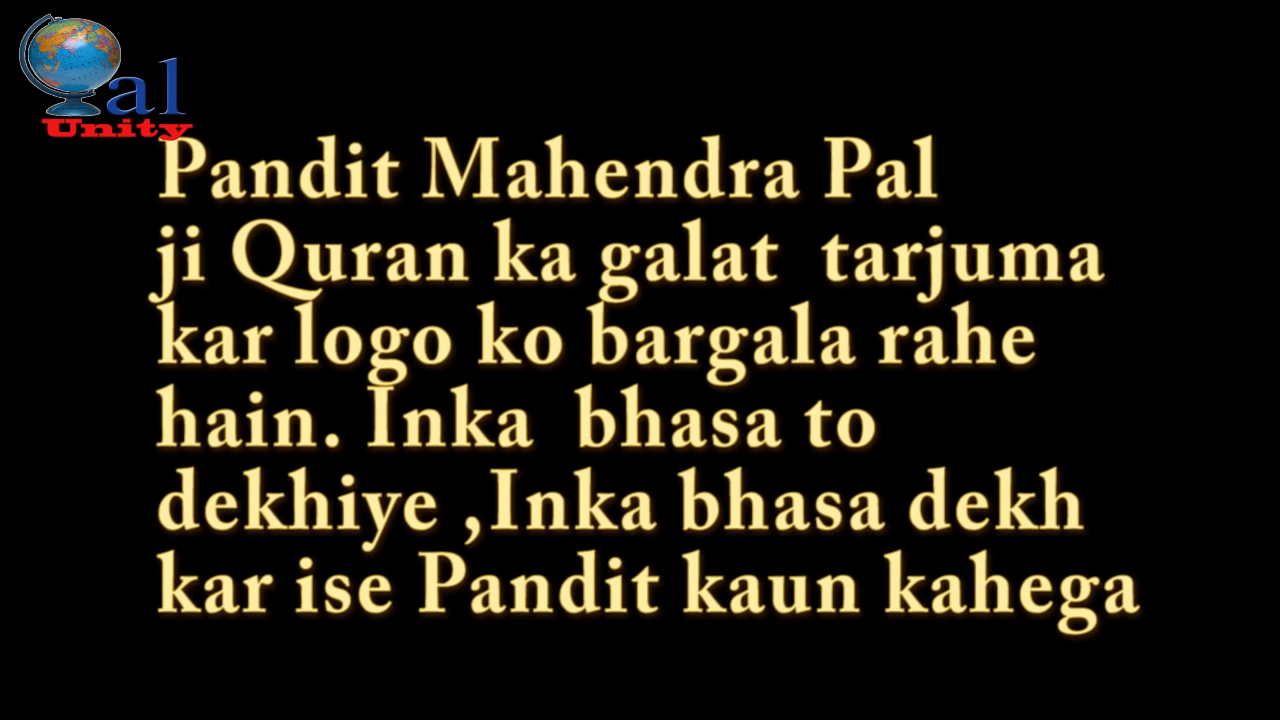 al
Unity
Pandit Mahendra Pal
ji Quran ka galat tarjuma
kar logo ko bargala rahe
hain. Inka bhasa to
dekhiye ,Inka bhasa dekh
kar ise Pandit kaun kahega